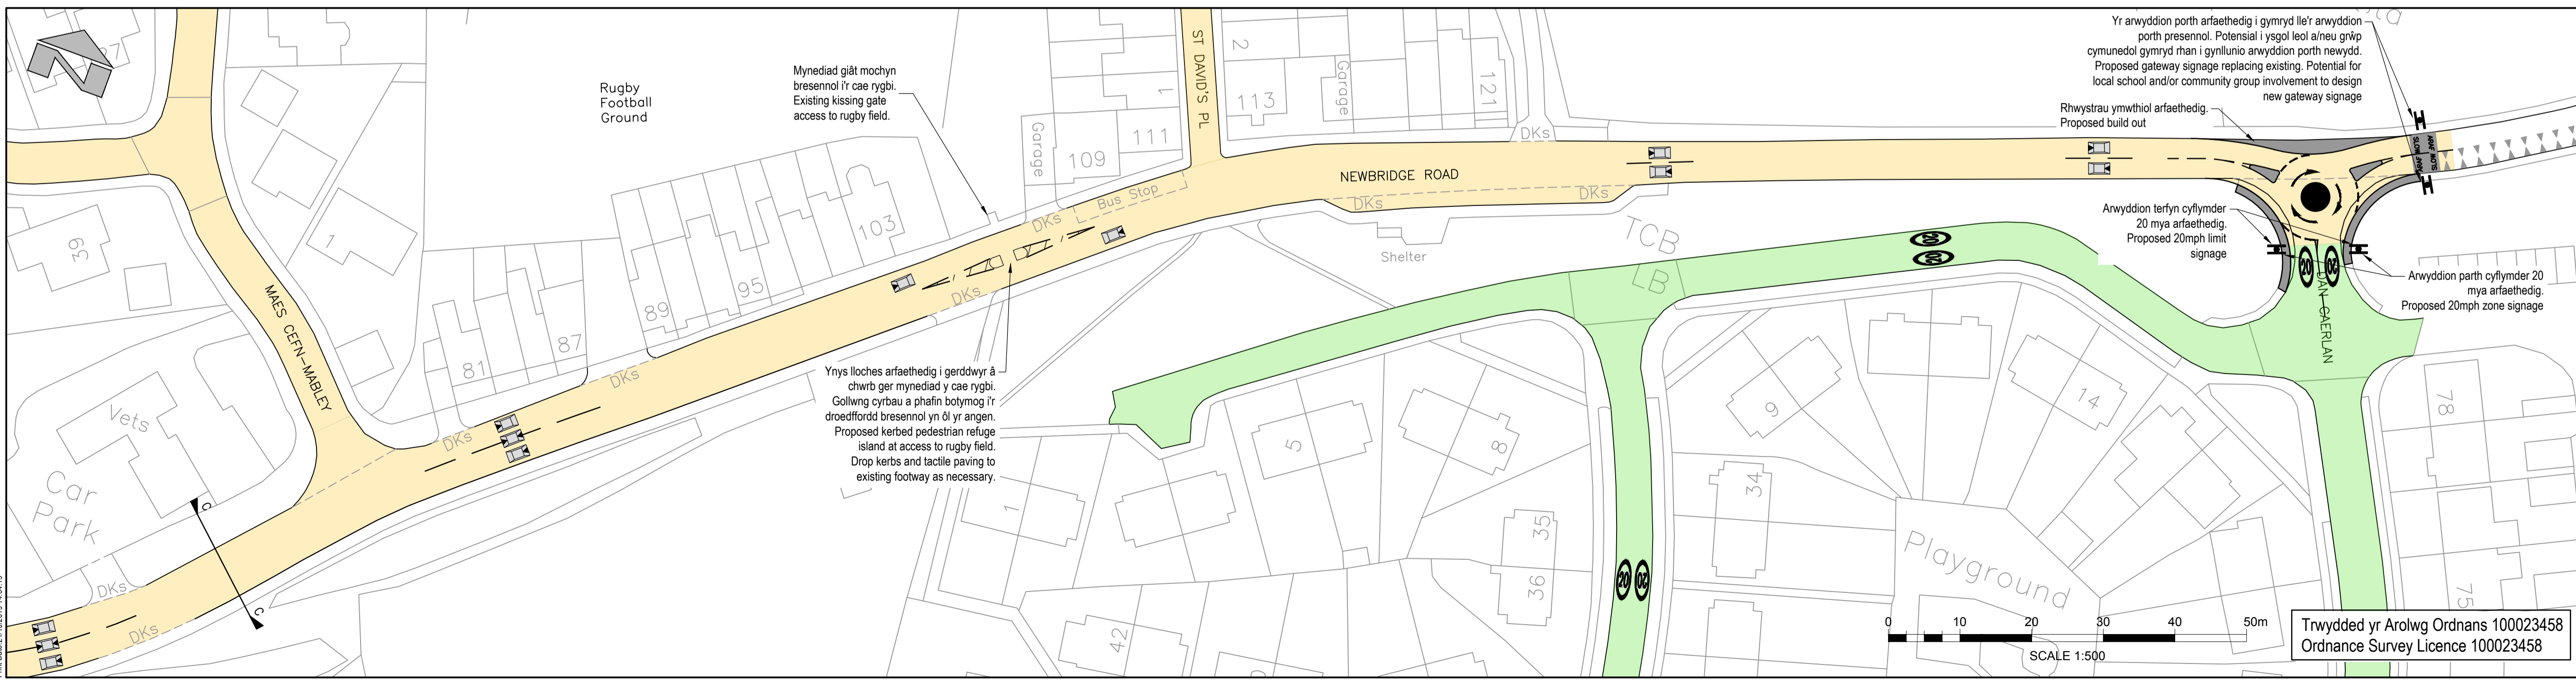 Yr arwyddion porth arfaethedig i gymryd lle'r arwyddion
porth presennol. Potensial i ysgol leol a/neu grŵp
cymunedol gymryd rhan i gynllunio arwyddion porth newydd.
Proposed gateway signage replacing existing. Potential for
local school and/or community group involvement to design
new gateway signage
Rhwystrau ymwthiol arfaethedig.
Proposed build out
Mynediad giât mochyn
bresennol i'r cae rygbi.
Existing kissing gate
access to rugby field.
Rugby
Football
Ground
ST DAVID'S PL
2
113
Garage
121
1
111
109
Garage
DKs
37
39
1
103
95
89
87
81
DKs
Bus Stop
NEWBRIDGE ROAD
DKs
DKs
Shelter
TCB
LB
DKs
DKs
DKs
DKs
DKs
MAES CEFN-MABLEY
Vets
Car
Park
C
C
Arwyddion terfyn cyflymder
20 mya arfaethedig.
Proposed 20mph limit
signage
ARAF SLOW
SLOW ARAF
Arwyddion parth cyflymder 20
mya arfaethedig.
Proposed 20mph zone signage
20
20
20
20
20
20
DAN CAERLAN
Ynys lloches arfaethedig i gerddwyr â
chwrb ger mynediad y cae rygbi.
Gollwng cyrbau a phafin botymog i'r
droedffordd bresennol yn ôl yr angen.
Proposed kerbed pedestrian refuge
island at access to rugby field.
Drop kerbs and tactile paving to
existing footway as necessary.
1
5
8
9
14
34
35
36
42
78
75
Playground
0 10 20 30 40 50m
SCALE 1:500
Trwydded yr Arolwg Ordnans 100023458
Ordnance Survey Licence 100023458